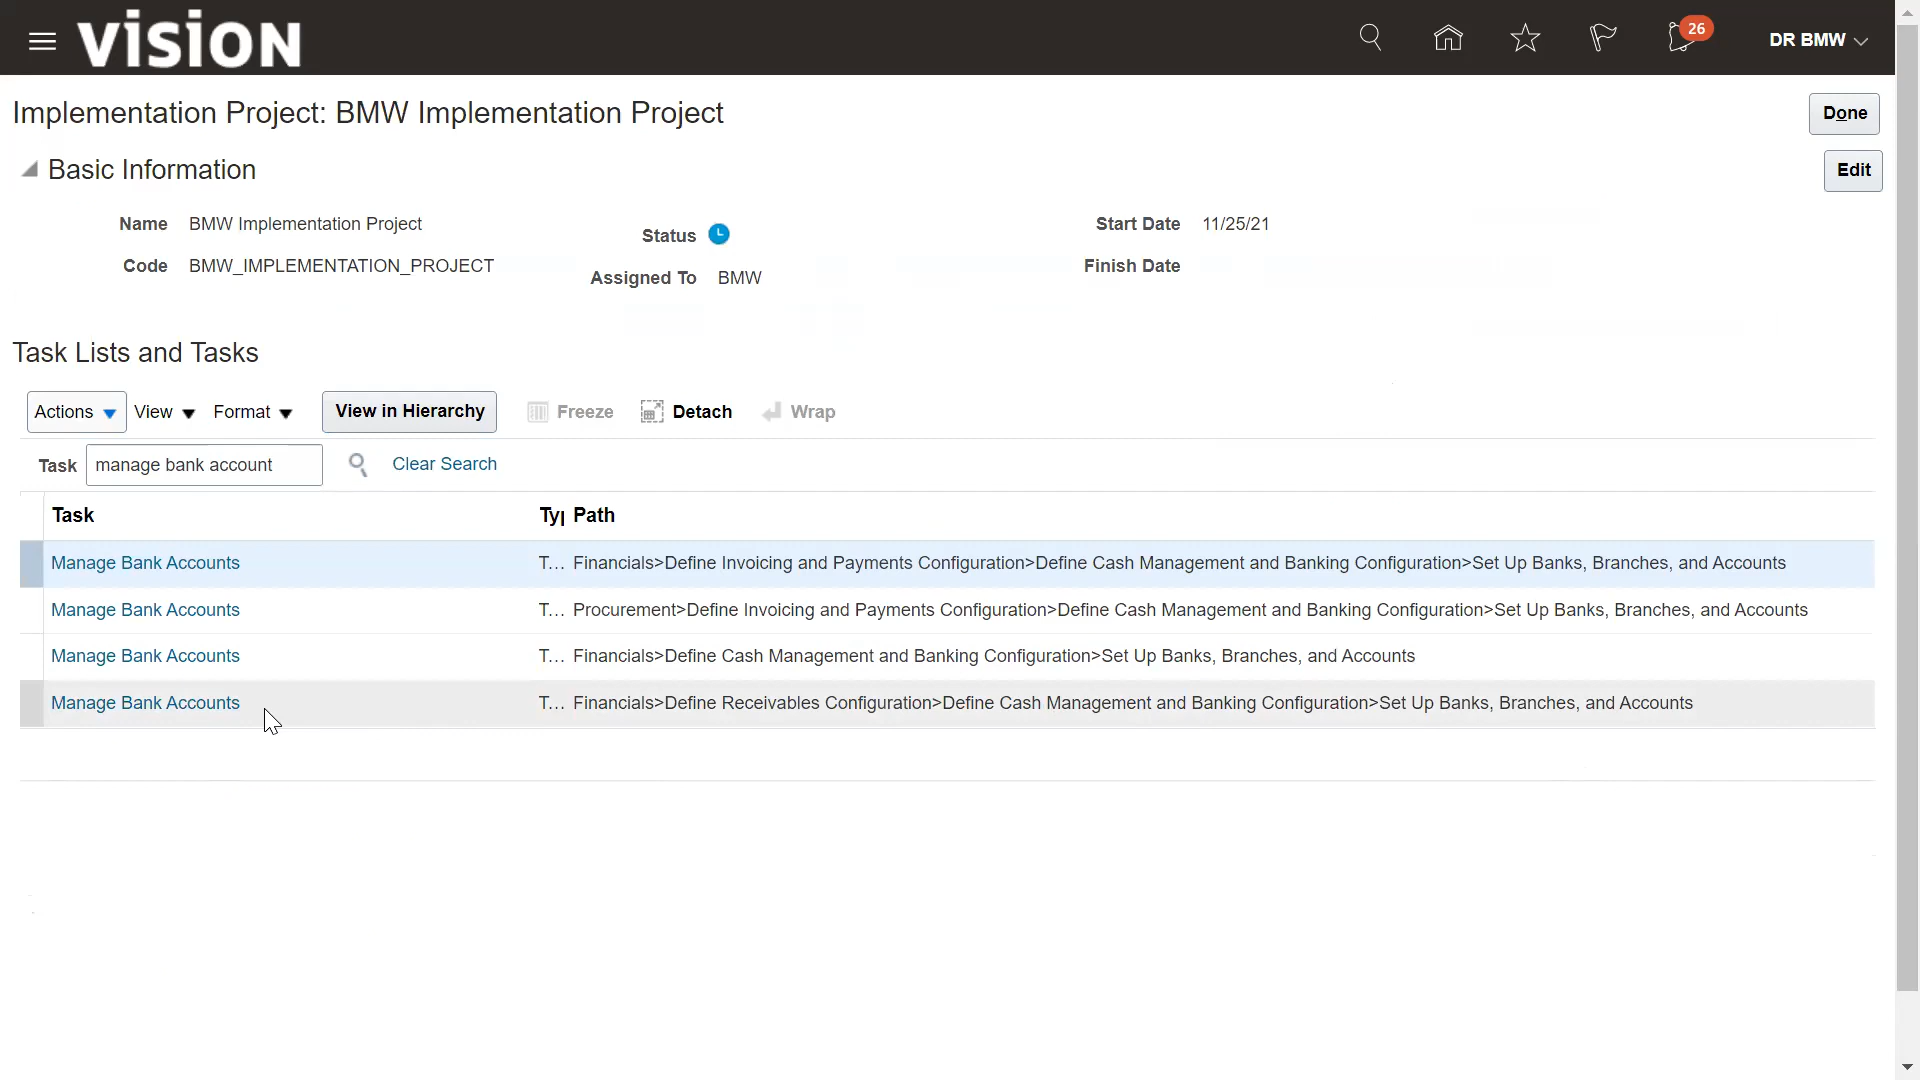 VISION
26
DR BMW
Implementation Project: BMW Implementation Project
Done
Basic Information
Edit
Name BMW Implementation Project
Status
Start Date 11/25/21
Code BMW_IMPLEMENTATION_PROJECT
Assigned To BMW
Finish Date
Task Lists and Tasks
Actions View Format View in Hierarchy Freeze Detach Wrap
Task manage bank account Clear Search
Task Typ Path
Manage Bank Accounts T... Financials>Define Invoicing and Payments Configuration>Define Cash Management and Banking Configuration>Set Up Banks, Branches, and Accounts
Manage Bank Accounts T... Procurement>Define Invoicing and Payments Configuration>Define Cash Management and Banking Configuration>Set Up Banks, Branches, and Accounts
Manage Bank Accounts T... Financials>Define Cash Management and Banking Configuration>Set Up Banks, Branches, and Accounts
Manage Bank Accounts T... Financials>Define Receivables Configuration>Define Cash Management and Banking Configuration>Set Up Banks, Branches, and Accounts